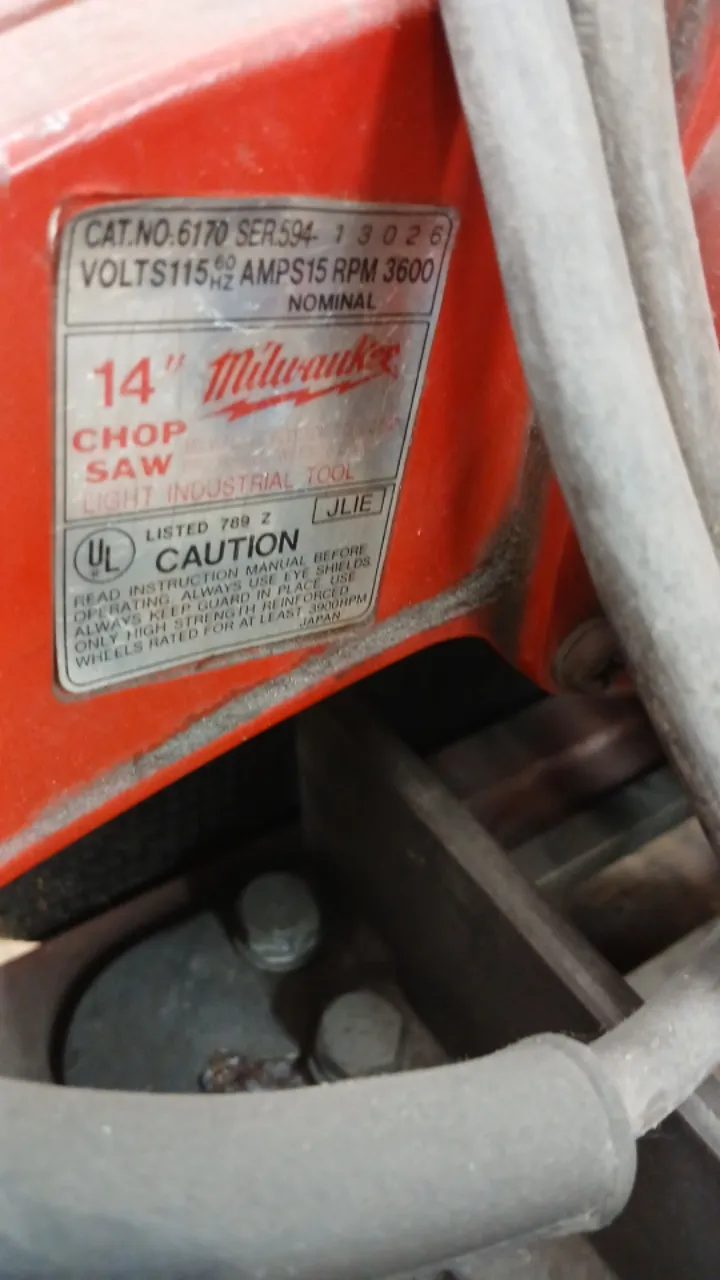 CAT.NO.6170 SER.594- 1 3 0 2 6
VOLTS115 60 HZ AMPS15 RPM 3600
NOMINAL
14" Milwaukee
CHOP
SAW
LIGHT INDUSTRIAL TOOL
JLIE
UL LISTED 789 Z
CAUTION
READ INSTRUCTION MANUAL BEFORE
OPERATING. ALWAYS USE EYE SHIELDS.
ALWAYS KEEP GUARD IN PLACE. USE
ONLY HIGH STRENGTH REINFORCED
WHEELS RATED FOR AT LEAST 3900RPM
JAPAN